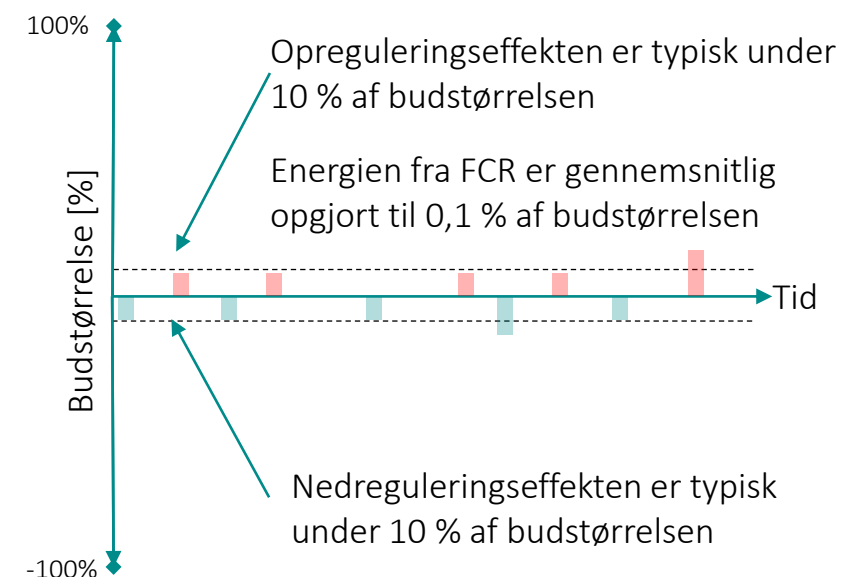 100%
Opreguleringseffekten er typisk under
10 % af budstørrelsen
Energien fra FCR er gennemsnitlig
opgjort til 0,1 % af budstørrelsen
Budstørrelse [%]
Tid
Nedreguleringseffekten er typisk
under 10 % af budstørrelsen
-100%